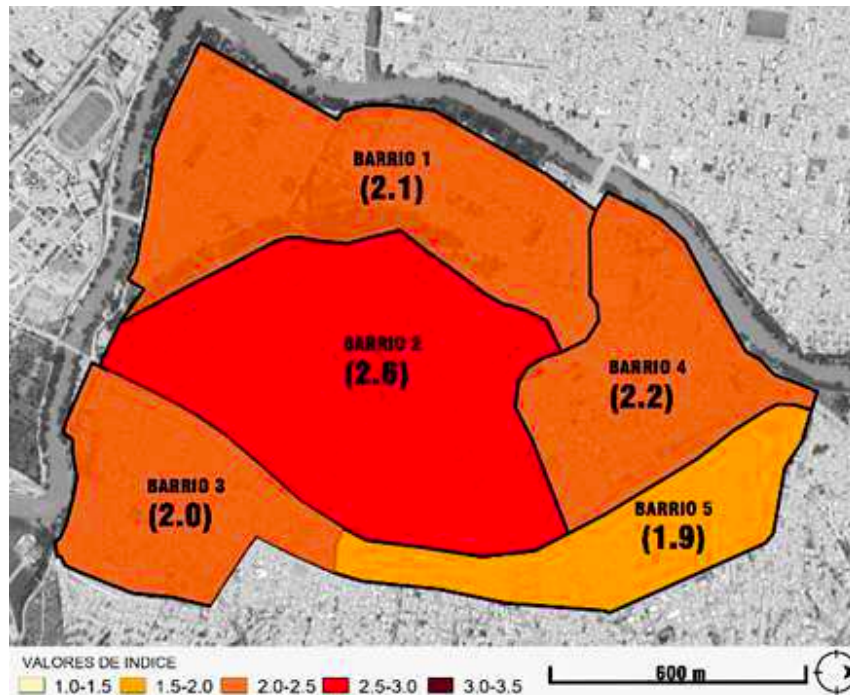 BARRIO 1
(2.1)
BARRIO 2
(2.6)
BARRIO 4
(2.2)
BARRIO 3
(2.0)
BARRIO 5
(1.9)
VALORES DE INDICE
1.0-1.5 1.5-2.0 2.0-2.5 2.5-3.0 3.0-3.5
600 m